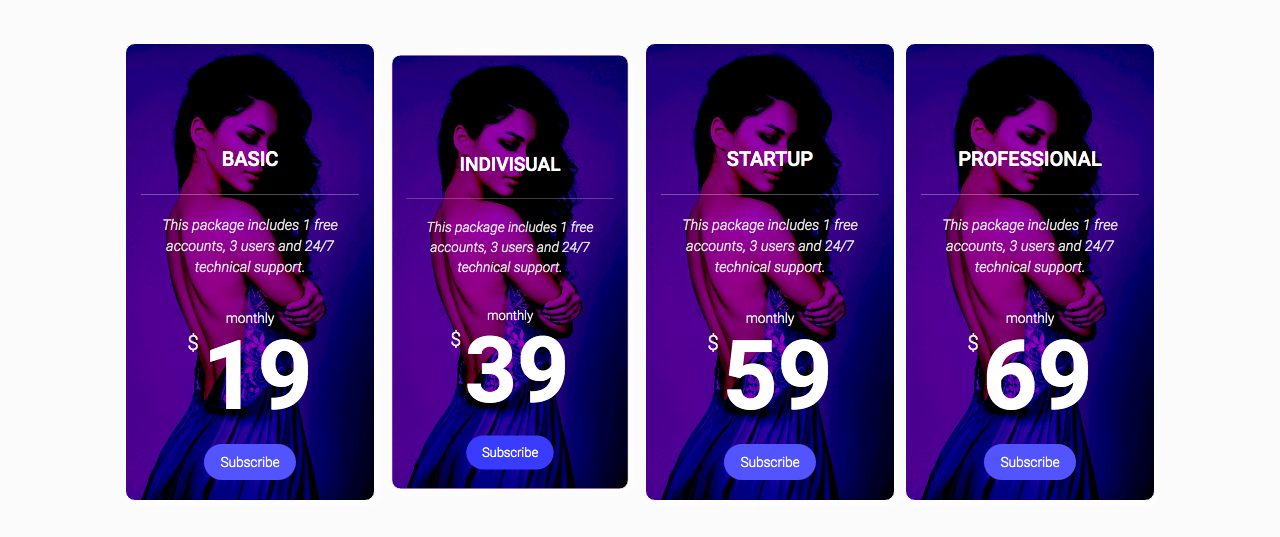 BASIC
This package includes 1 free
accounts, 3 users and 24/7
technical support.
monthly
$19
Subscribe
INDIVISUAL
This package includes 1 free
accounts, 3 users and 24/7
technical support.
monthly
$39
Subscribe
STARTUP
This package includes 1 free
accounts, 3 users and 24/7
technical support.
monthly
$59
Subscribe
PROFESSIONAL
This package includes 1 free
accounts, 3 users and 24/7
technical support.
monthly
$69
Subscribe